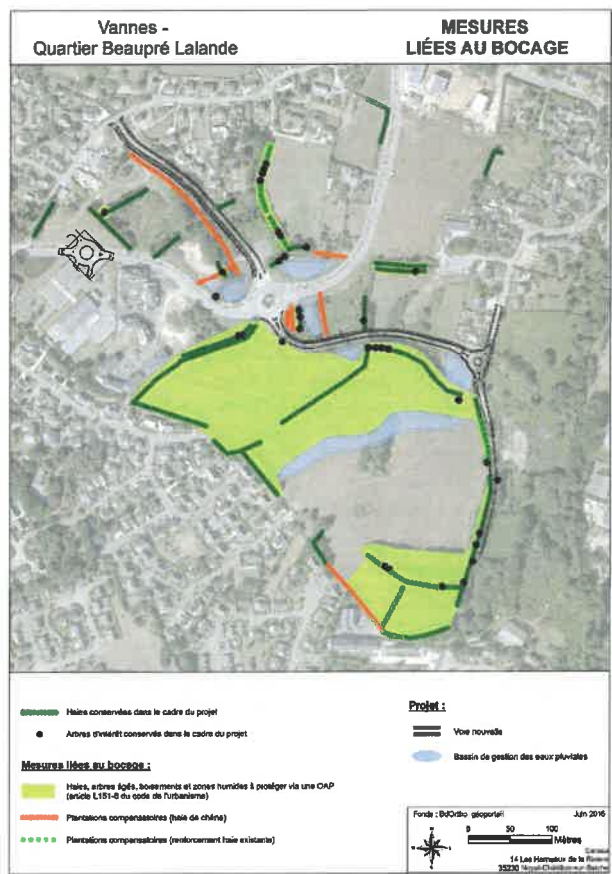 Vannes -
Quartier Beaupré Lalande
MESURES
LIÉES AU BOCAGE
Haies conservées dans le cadre du projet
Arbres d'intérêt conservés dans le cadre du projet
Mesures liées au bocage :
Haies, arbres âgés, boisements et zones humides à protéger via une OAP
(article L151-6 du code de l'urbanisme)
Plantations compensatoires (haie de chêne)
Plantations compensatoires (renforcement haie existante)
Projet :
Voie nouvelle
Bassin de gestion des eaux pluviales
Fonds : BdOrtho géoportail
Juin 2016
0 50 100
Mètres
14 Les Hameaux de la Rivière
35230